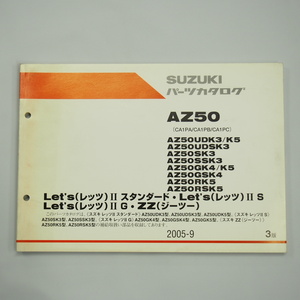 SUZUKI
パーツカタログ
AZ50
(CA1PA/CA1PB/CA1PC)
AZ50UDK3/K5
AZ50UDSK3
AZ50SK3
AZ50SSK3
AZ50GK4/K5
AZ50GSK4
AZ50RK5
AZ50RSK5
Let's(レッツ)Ⅱ スタンダード・Let's(レッツ)Ⅱ S
Let's(レッツ)Ⅱ G・ZZ(ジーツー)
2005-9
3版